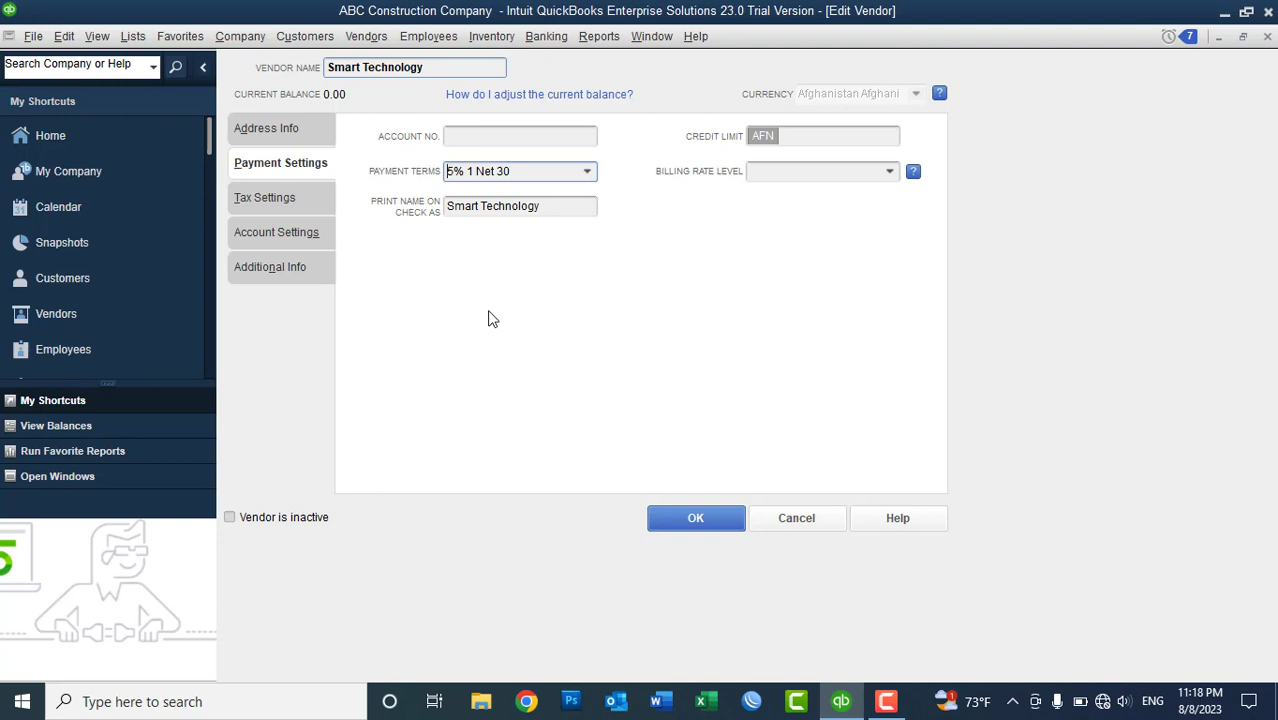 ABC Construction Company - Intuit QuickBooks Enterprise Solutions 23.0 Trial Version - [Edit Vendor]
File Edit View Lists Favorites Company Customers Vendors Employees Inventory Banking Reports Window Help 7
Search Company or Help
My Shortcuts
Home
My Company
Calendar
Snapshots
Customers
Vendors
Employees
My Shortcuts
View Balances
Run Favorite Reports
Open Windows
VENDOR NAME Smart Technology
CURRENT BALANCE 0.00 How do I adjust the current balance? CURRENCY Afghanistan Afghani ?
Address Info
Payment Settings
Tax Settings
Account Settings
Additional Info
ACCOUNT NO. CREDIT LIMIT AFN
PAYMENT TERMS 5% 1 Net 30 BILLING RATE LEVEL ?
PRINT NAME ON
CHECK AS Smart Technology
Vendor is inactive OK Cancel Help
Type here to search
Ps
qb
1
73°F
ENG
11:18 PM
8/8/2023